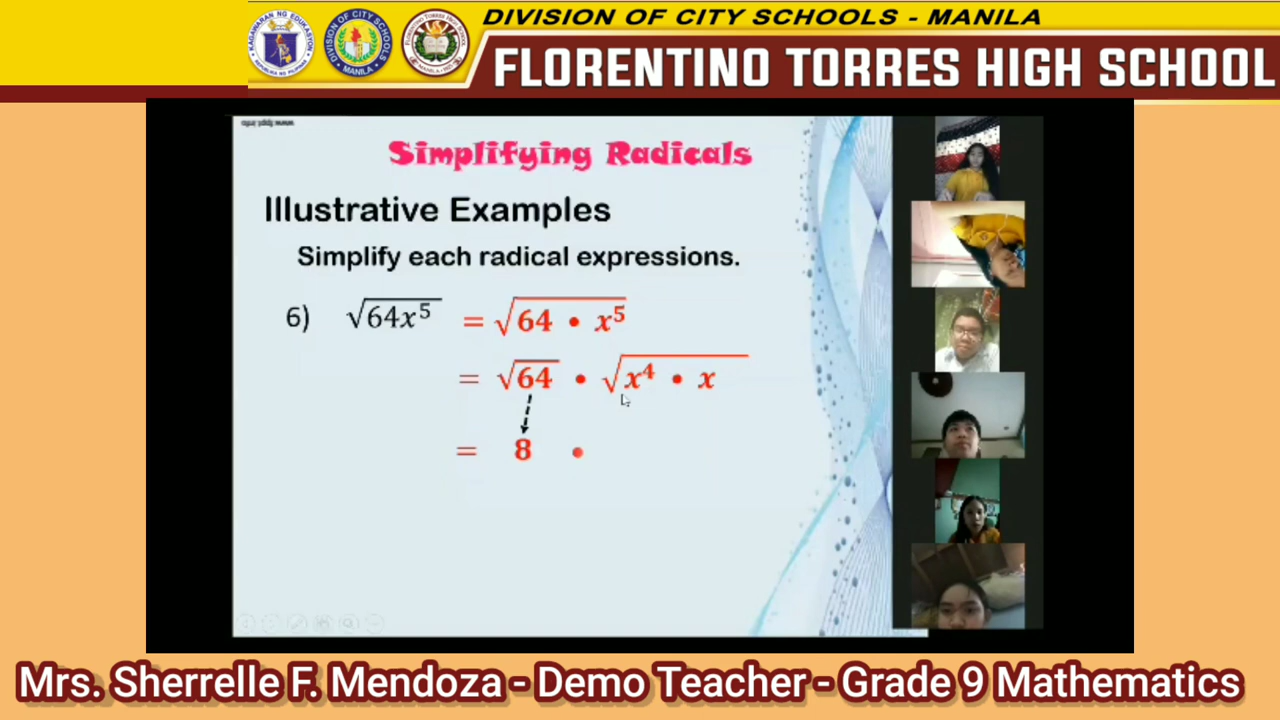 DIVISION OF CITY SCHOOLS - MANILA
FLORENTINO TORRES HIGH SCHOOL
Simplifying Radicals
Illustrative Examples
Simplify each radical expressions.
6) √64x⁵ = √64 • x⁵
= √64 • √x⁴ • x
= 8 •
Mrs. Sherrelle F. Mendoza - Demo Teacher - Grade 9 Mathematics